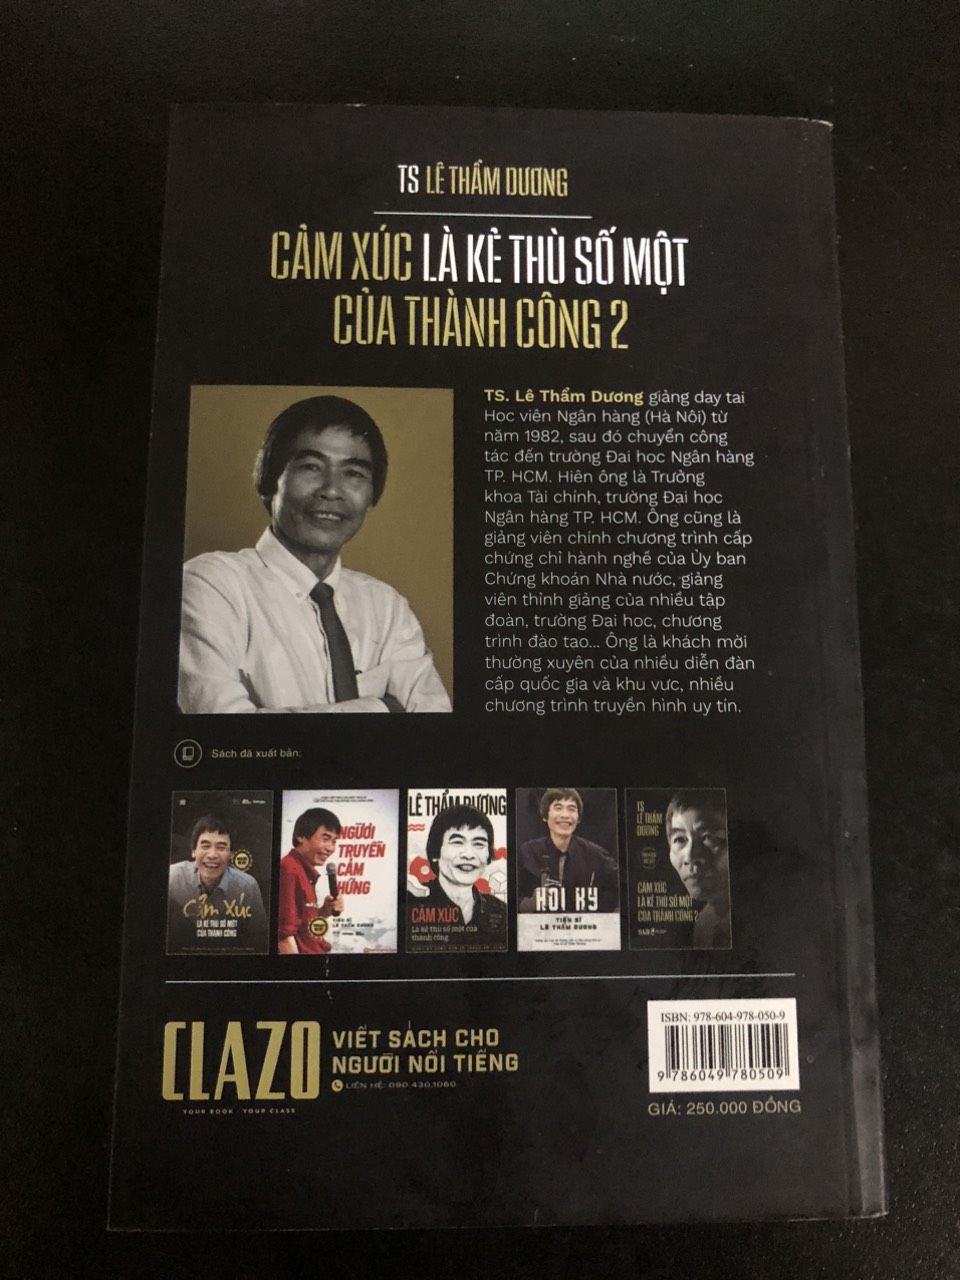 TS LÊ THẨM DƯƠNG
CẢM XÚC LÀ KẺ THÙ SỐ MỘT
CỦA THÀNH CÔNG 2
TS. Lê Thẩm Dương giảng dạy tại
Học viện Ngân hàng (Hà Nội) từ
năm 1982, sau đó chuyển công
tác đến trường Đại học Ngân hàng
TP. HCM. Hiện ông là Trưởng
khoa Tài chính, trường Đại học
Ngân hàng TP. HCM. Ông cũng là
giảng viên chính chương trình cấp
chứng chỉ hành nghề của Ủy ban
Chứng khoán Nhà nước, giảng
viên thỉnh giảng của nhiều tập
đoàn, trường Đại học, chương
trình đào tạo... Ông là khách mời
thường xuyên của nhiều diễn đàn
cấp quốc gia và khu vực, nhiều
chương trình truyền hình uy tín.
Sách đã xuất bản:
Cảm Xúc
LÀ KẺ THÙ SỐ MỘT
CỦA THÀNH CÔNG
NGƯỜI
TRUYỀN
CẢM
HỨNG
TIẾN SĨ
LÊ THẨM DƯƠNG
LÊ THẨM DƯƠNG
CẢM XÚC
Là kẻ thù số một của
thành công
HỒI KÝ
TIẾN SĨ
LÊ THẨM DƯƠNG
TS
LÊ THẨM
DƯƠNG
CẢM XÚC
LÀ KẺ THÙ SỐ MỘT
CỦA THÀNH CÔNG 2
CLAZO
YOUR BOOK - YOUR CLASS
VIẾT SÁCH CHO
NGƯỜI NỔI TIẾNG
LIÊN HỆ: 090.430.1060
ISBN: 978-604-978-050-9
9 786049 780509
GIÁ: 250.000 ĐỒNG